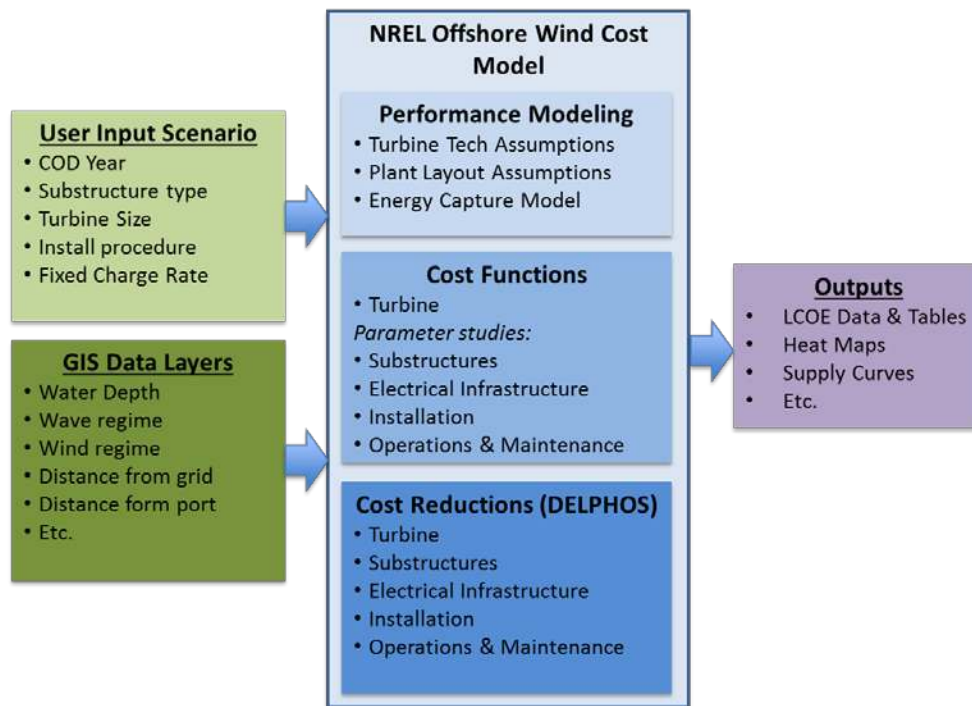 User Input Scenario
• COD Year
• Substructure type
• Turbine Size
• Install procedure
• Fixed Charge Rate
GIS Data Layers
• Water Depth
• Wave regime
• Wind regime
• Distance from grid
• Distance form port
• Etc.
NREL Offshore Wind Cost
Model
Performance Modeling
• Turbine Tech Assumptions
• Plant Layout Assumptions
• Energy Capture Model
Cost Functions
• Turbine
Parameter studies:
• Substructures
• Electrical Infrastructure
• Installation
• Operations & Maintenance
Cost Reductions (DELPHOS)
• Turbine
• Substructures
• Electrical Infrastructure
• Installation
• Operations & Maintenance
Outputs
• LCOE Data & Tables
• Heat Maps
• Supply Curves
• Etc.